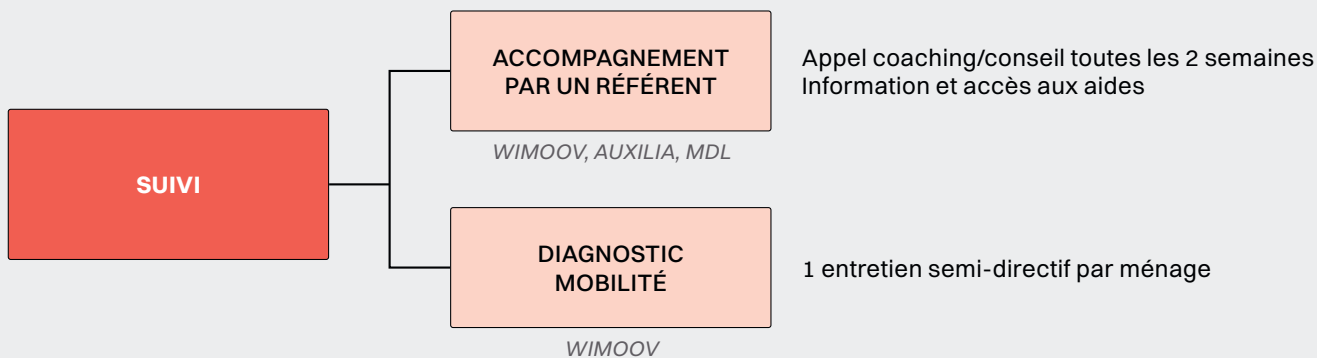 SUIVI
ACCOMPAGNEMENT
PAR UN RÉFÉRENT
WIMOOV, AUXILIA, MDL
Appel coaching/conseil toutes les 2 semaines
Information et accès aux aides
DIAGNOSTIC
MOBILITÉ
WIMOOV
1 entretien semi-directif par ménage